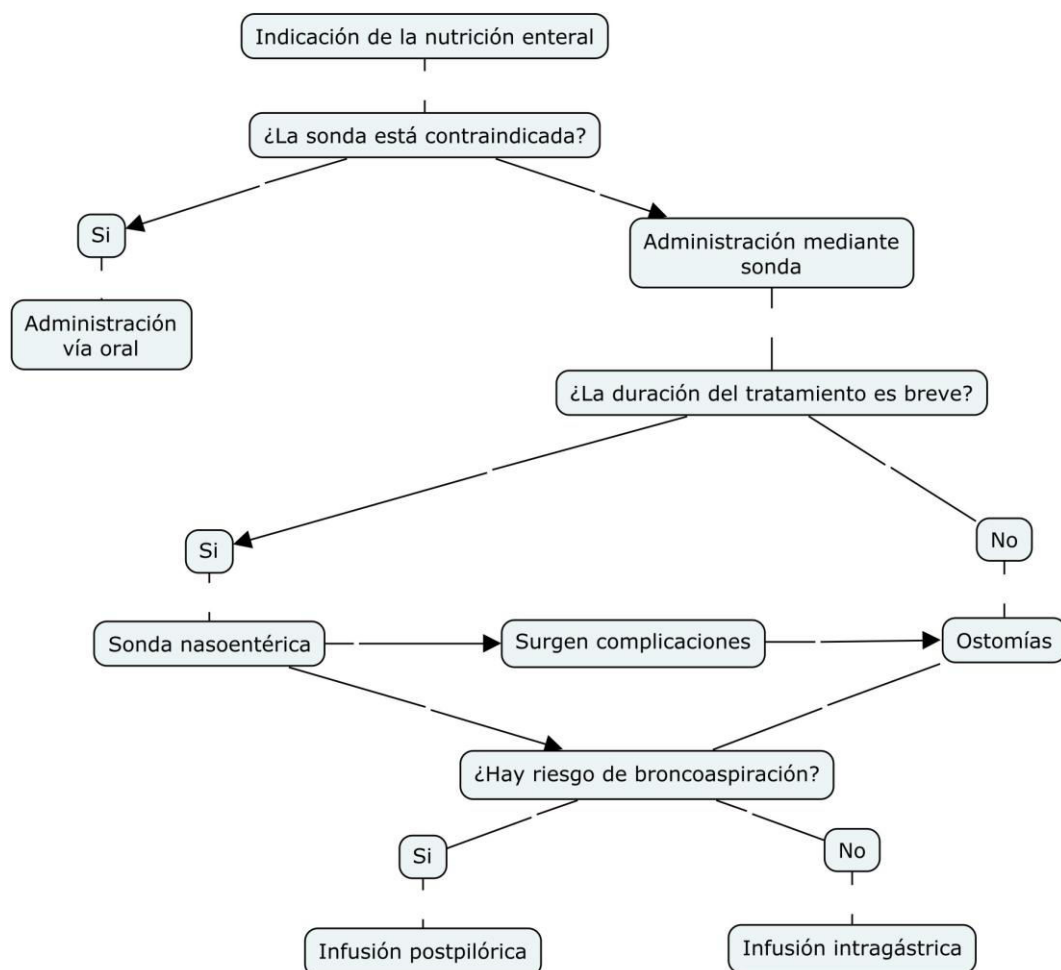 Indicación de la nutrición enteral
¿La sonda está contraindicada?
Si
Administración mediante
sonda
Administración
vía oral
¿La duración del tratamiento es breve?
Si
No
Sonda nasoentérica
Surgen complicaciones
Ostomías
¿Hay riesgo de broncoaspiración?
Si
No
Infusión postpilórica
Infusión intragástrica